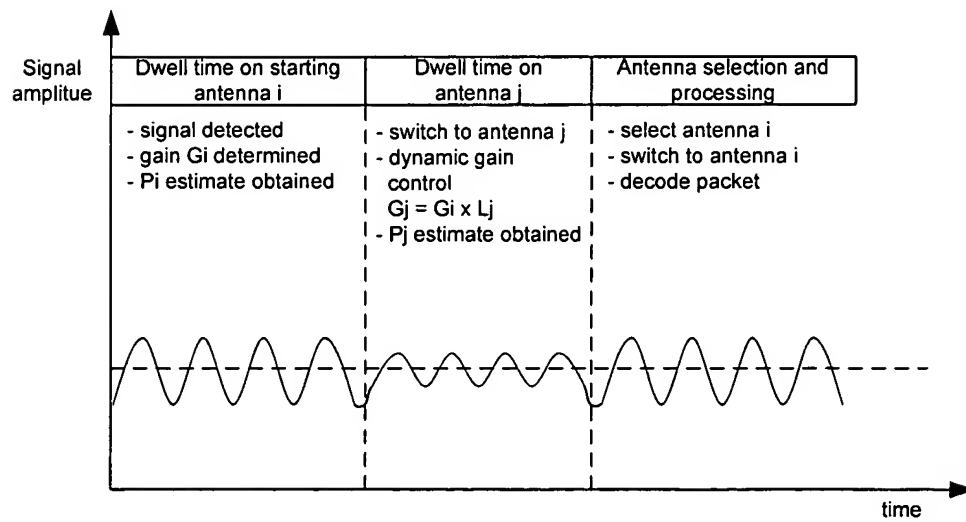 Signal
amplitue
Dwell time on starting
antenna i
Dwell time on
antenna j
Antenna selection and
processing
- signal detected
- gain Gi determined
- Pi estimate obtained
- switch to antenna j
- dynamic gain
control
Gj = Gi x Lj
- Pj estimate obtained
- select antenna i
- switch to antenna i
- decode packet
time